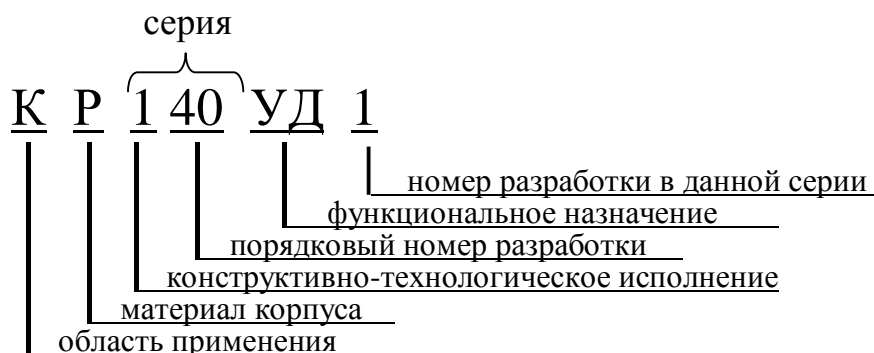 серия
К Р 1 40 УД 1
номер разработки в данной серии
функциональное назначение
порядковый номер разработки
конструктивно-технологическое исполнение
материал корпуса
область применения